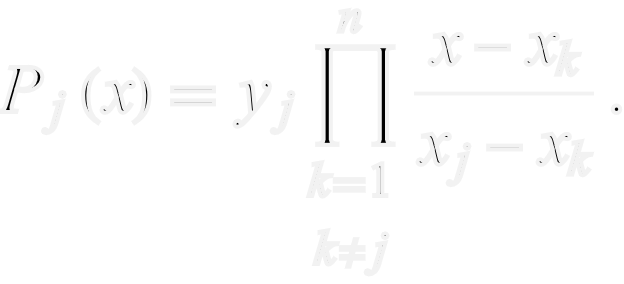 P_j(x) = y_j ∏_{k=1, k≠j}^{n} (x − x_k)/(x_j − x_k) .